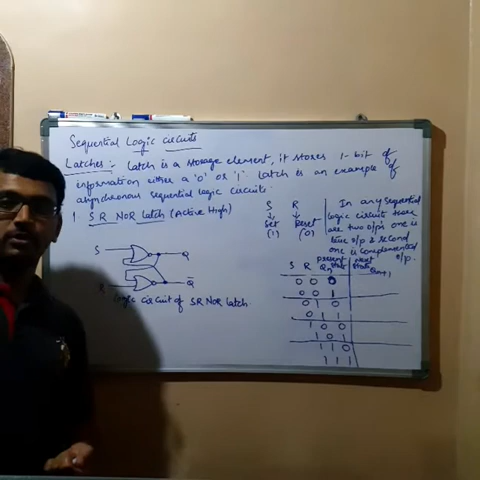 Sequential Logic circuits
Latches :- Latch is a storage element, it stores 1-bit of
information either a '0' or '1'. Latch is an example of
asynchronous sequential logic circuits.
1. SR NOR Latch (Active High)
S Q
R Q̅
Logic circuit of SR NOR latch
S R
Set Reset
(1) (0)
In any sequential
logic circuit there
are two o/p's one is
true o/p & second
one is complemented
o/p.
S R present state Qn next state Qn+1
0 0 0
0 0 1
0 1 0
0 1 1
1 0 0
1 0 1
1 1 0
1 1 1